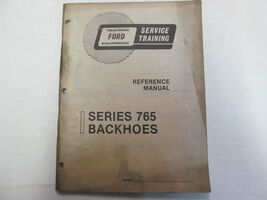 TRACTORS
FORD
EQUIPMENT
SERVICE
TRAINING
REFERENCE
MANUAL
SERIES 765
BACKHOES